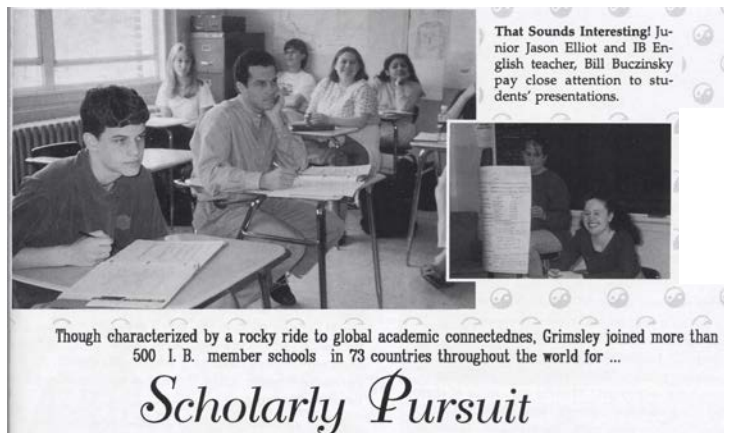 That Sounds Interesting! Ju-
nior Jason Elliot and IB En-
glish teacher, Bill Buczinsky
pay close attention to stu-
dents' presentations.
Though characterized by a rocky ride to global academic connectednes, Grimsley joined more than
500 I. B. member schools in 73 countries throughout the world for ...
Scholarly Pursuit